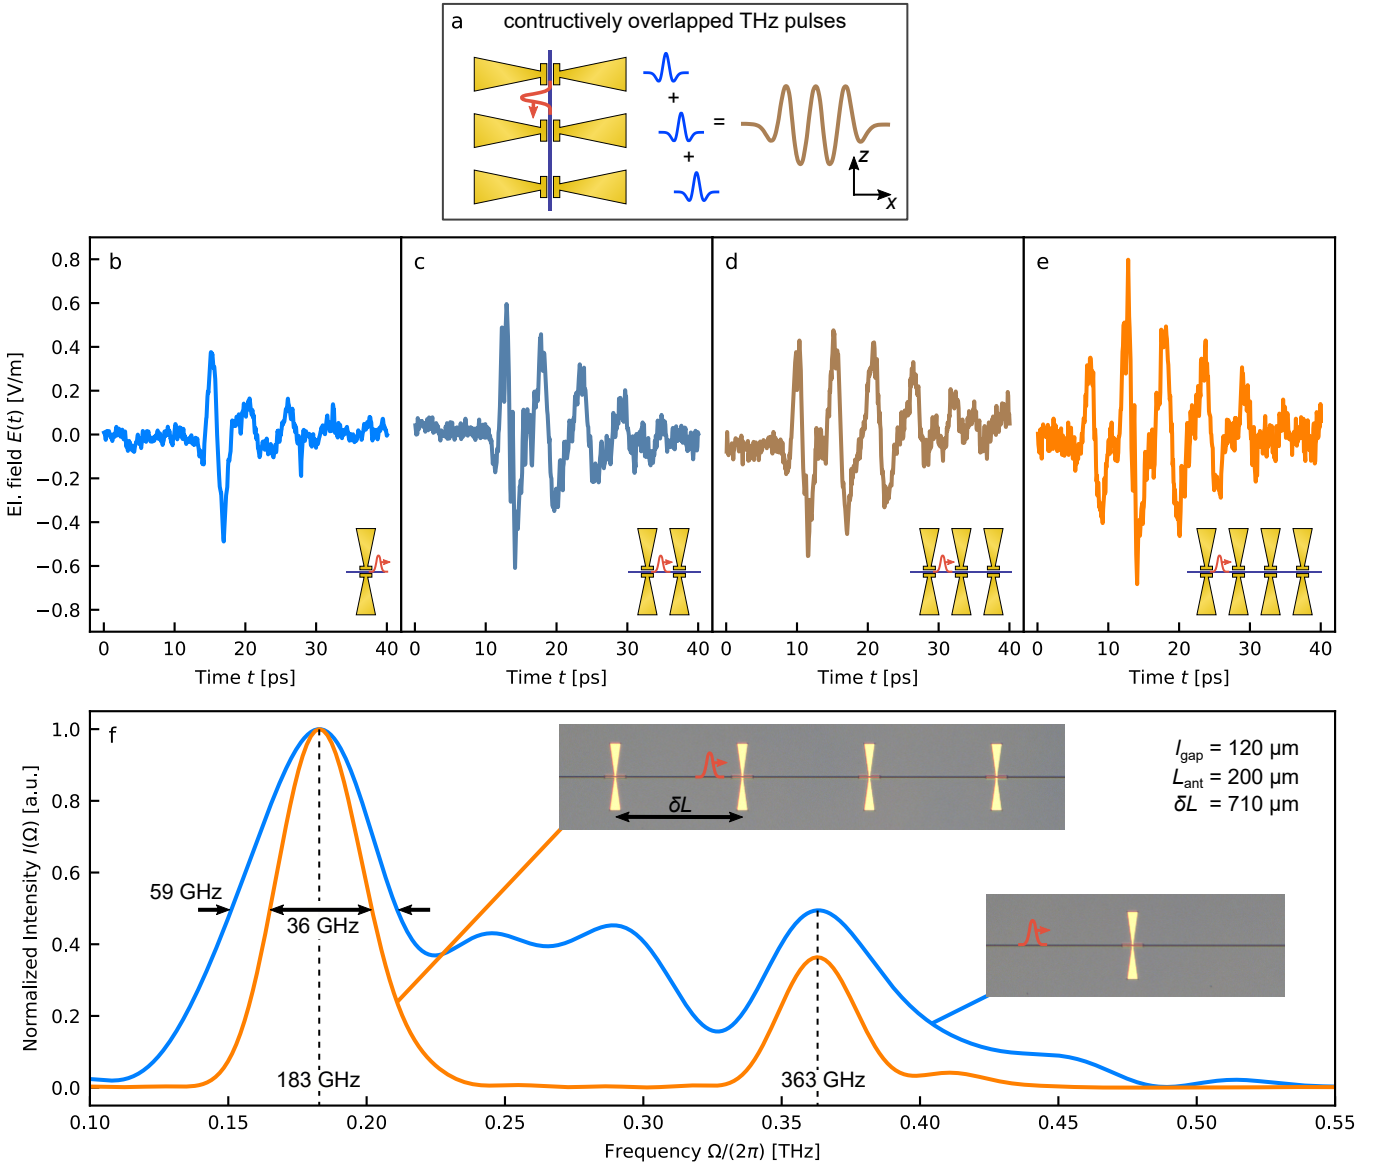 a contructively overlapped THz pulses
+
+
=
z
x
b
c
d
e
El. field E(t) [V/m]
0.8
0.6
0.4
0.2
0.0
−0.2
−0.4
−0.6
−0.8
0 10 20 30 40
0 10 20 30 40
0 10 20 30 40
0 10 20 30 40
Time t [ps]
Time t [ps]
Time t [ps]
Time t [ps]
f
Normalized Intensity I(Ω) [a.u.]
1.0
0.8
0.6
0.4
0.2
0.0
l_gap = 120 µm
L_ant = 200 µm
δL = 710 µm
δL
59 GHz
36 GHz
183 GHz
363 GHz
0.10 0.15 0.20 0.25 0.30 0.35 0.40 0.45 0.50 0.55
Frequency Ω/(2π) [THz]